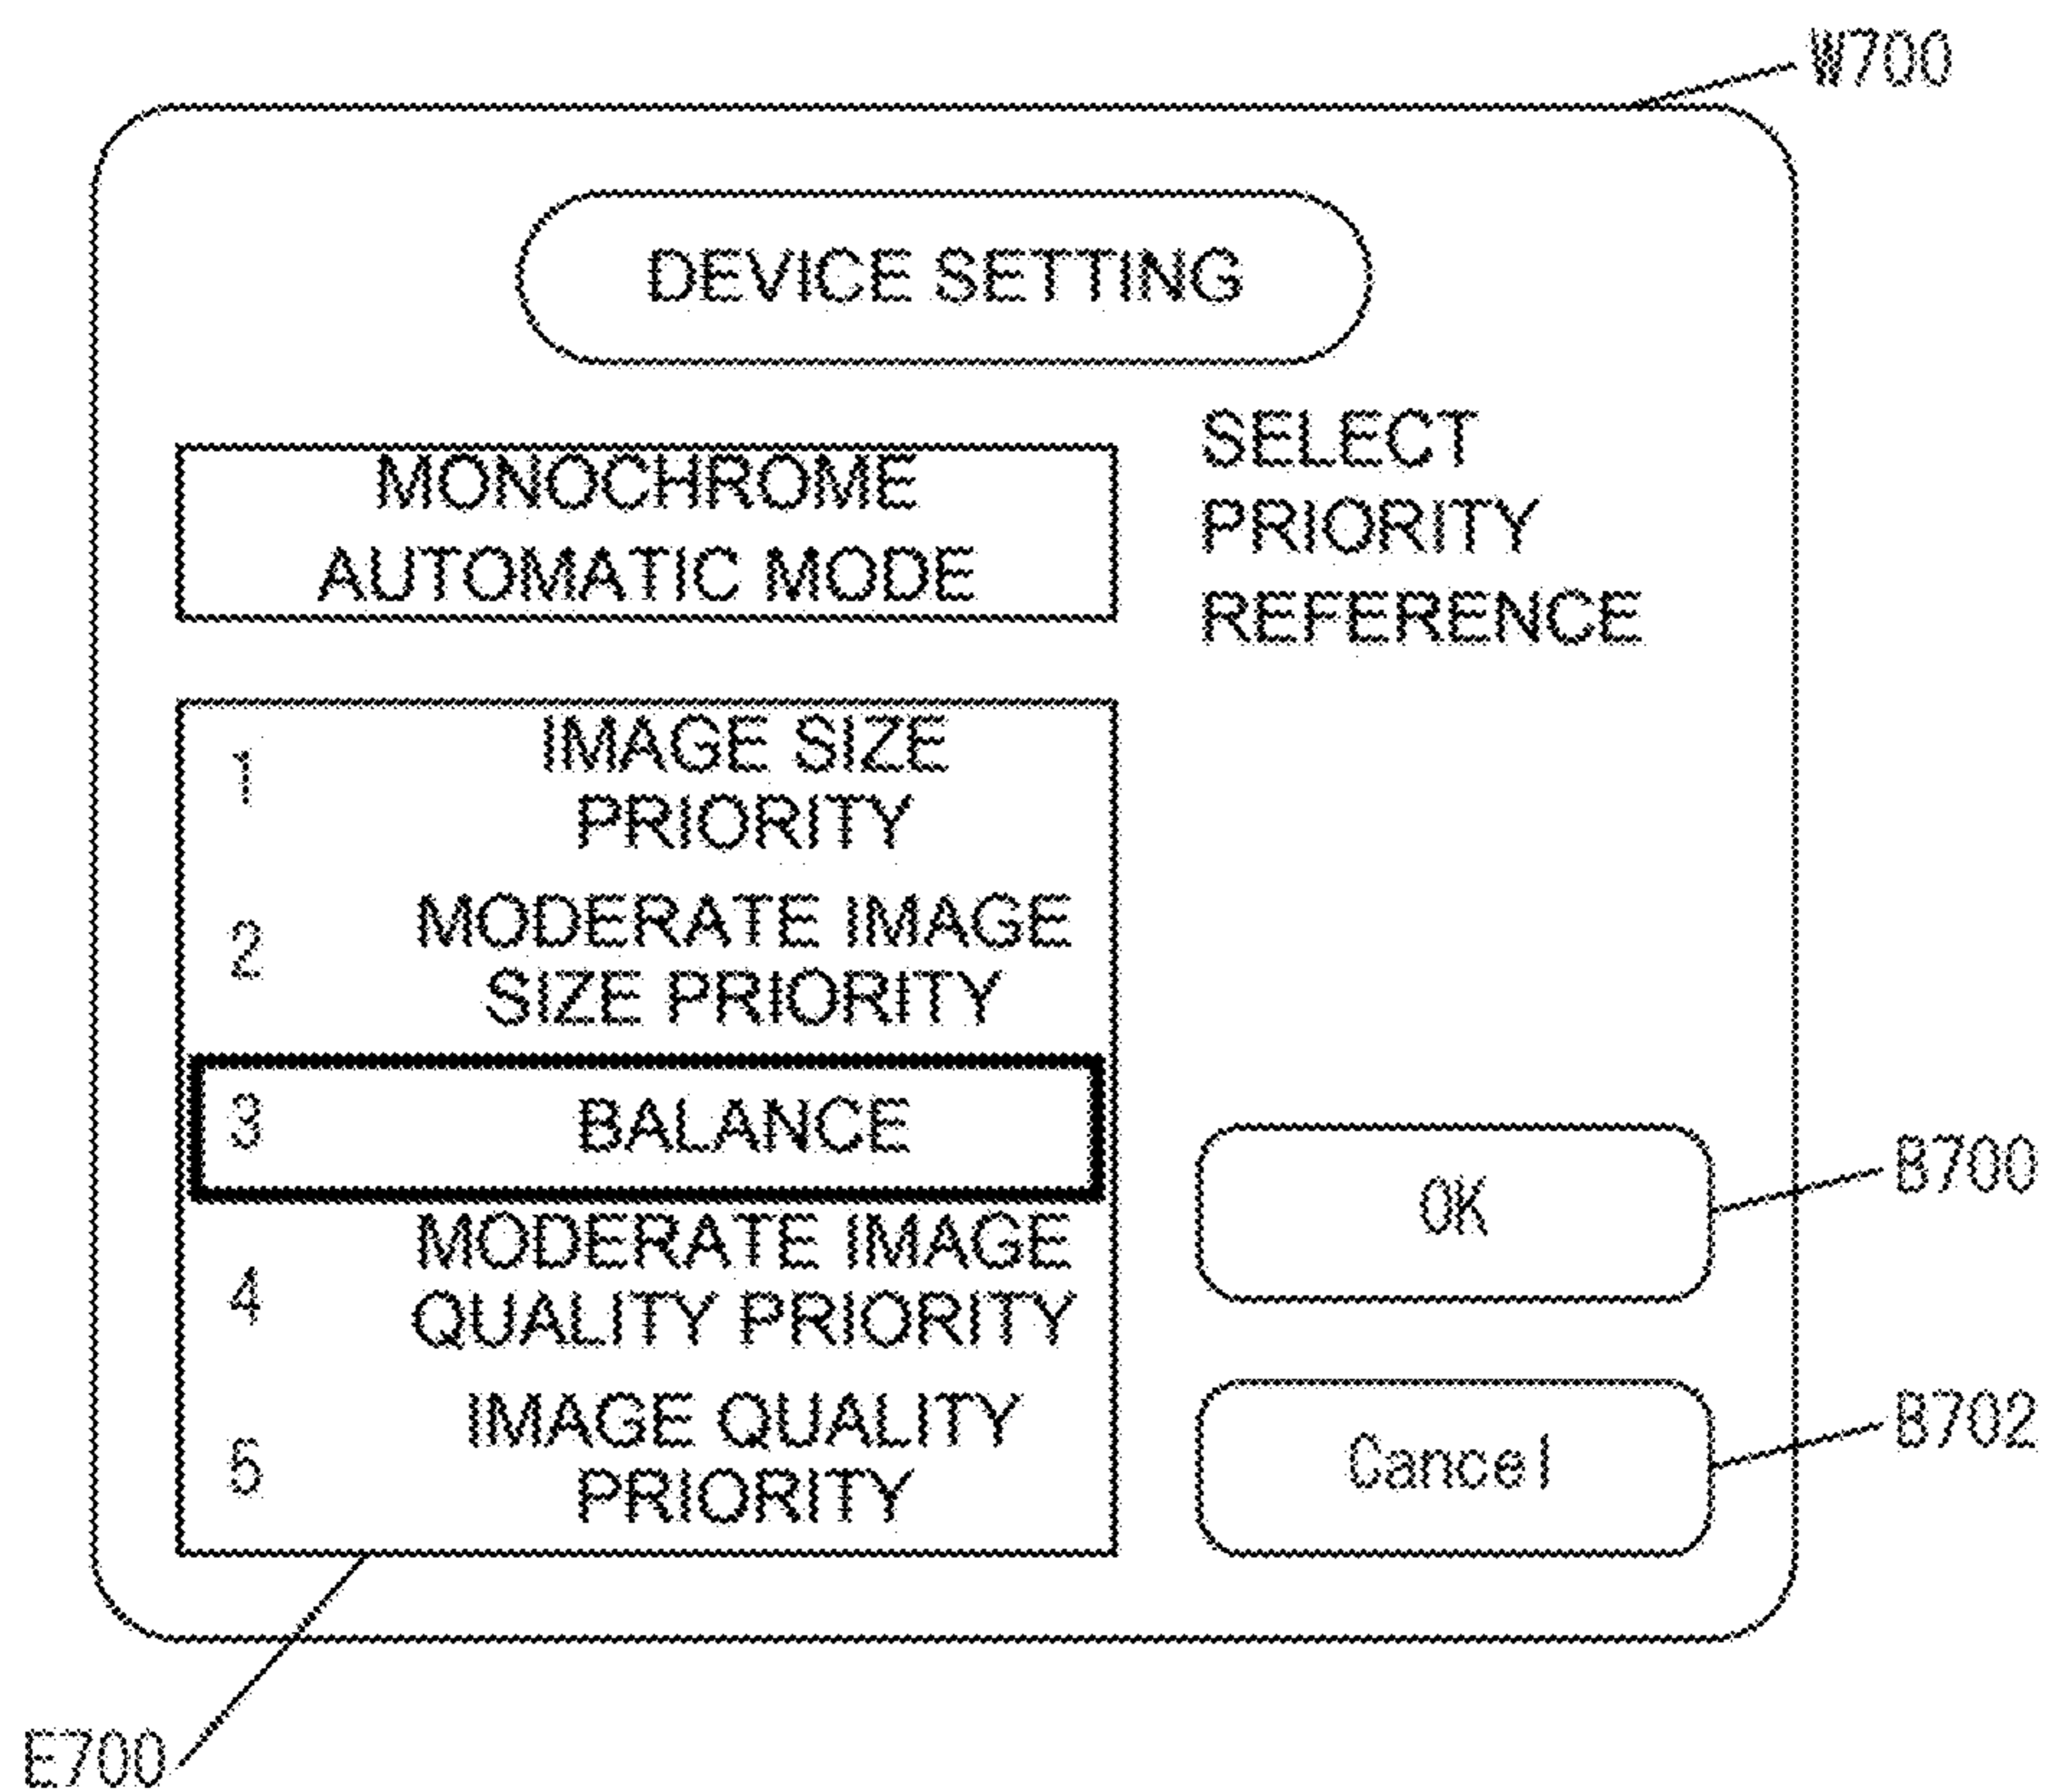 W700
DEVICE SETTING
MONOCHROME
AUTOMATIC MODE
SELECT
PRIORITY
REFERENCE
1 IMAGE SIZE
PRIORITY
2 MODERATE IMAGE
SIZE PRIORITY
3 BALANCE
4 MODERATE IMAGE
QUALITY PRIORITY
5 IMAGE QUALITY
PRIORITY
OK
B700
Cancel
B702
E700